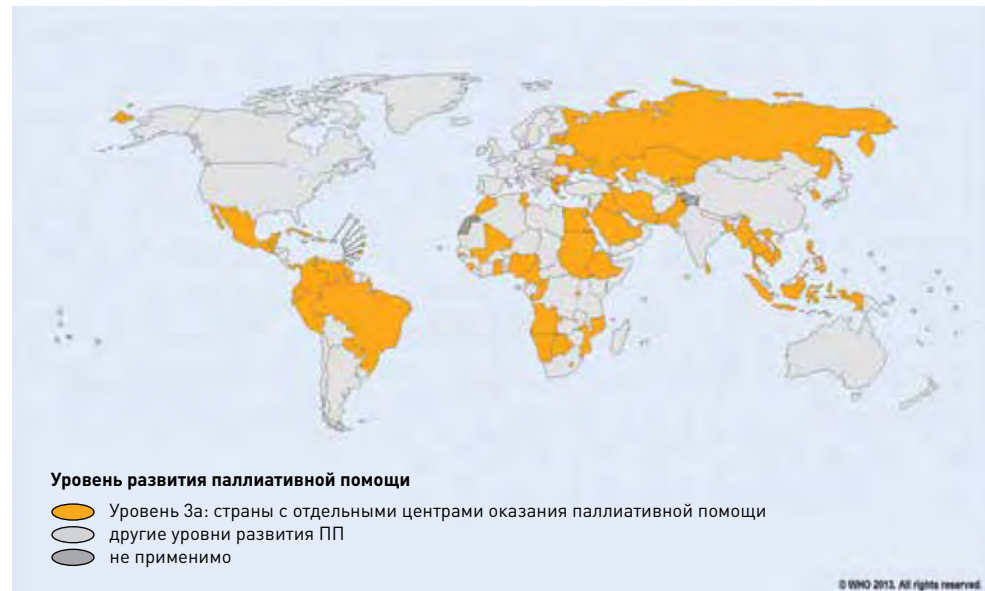 Уровень развития паллиативной помощи
Уровень 3а: страны с отдельными центрами оказания паллиативной помощи
другие уровни развития ПП
не применимо
© WHO 2013. All rights reserved.